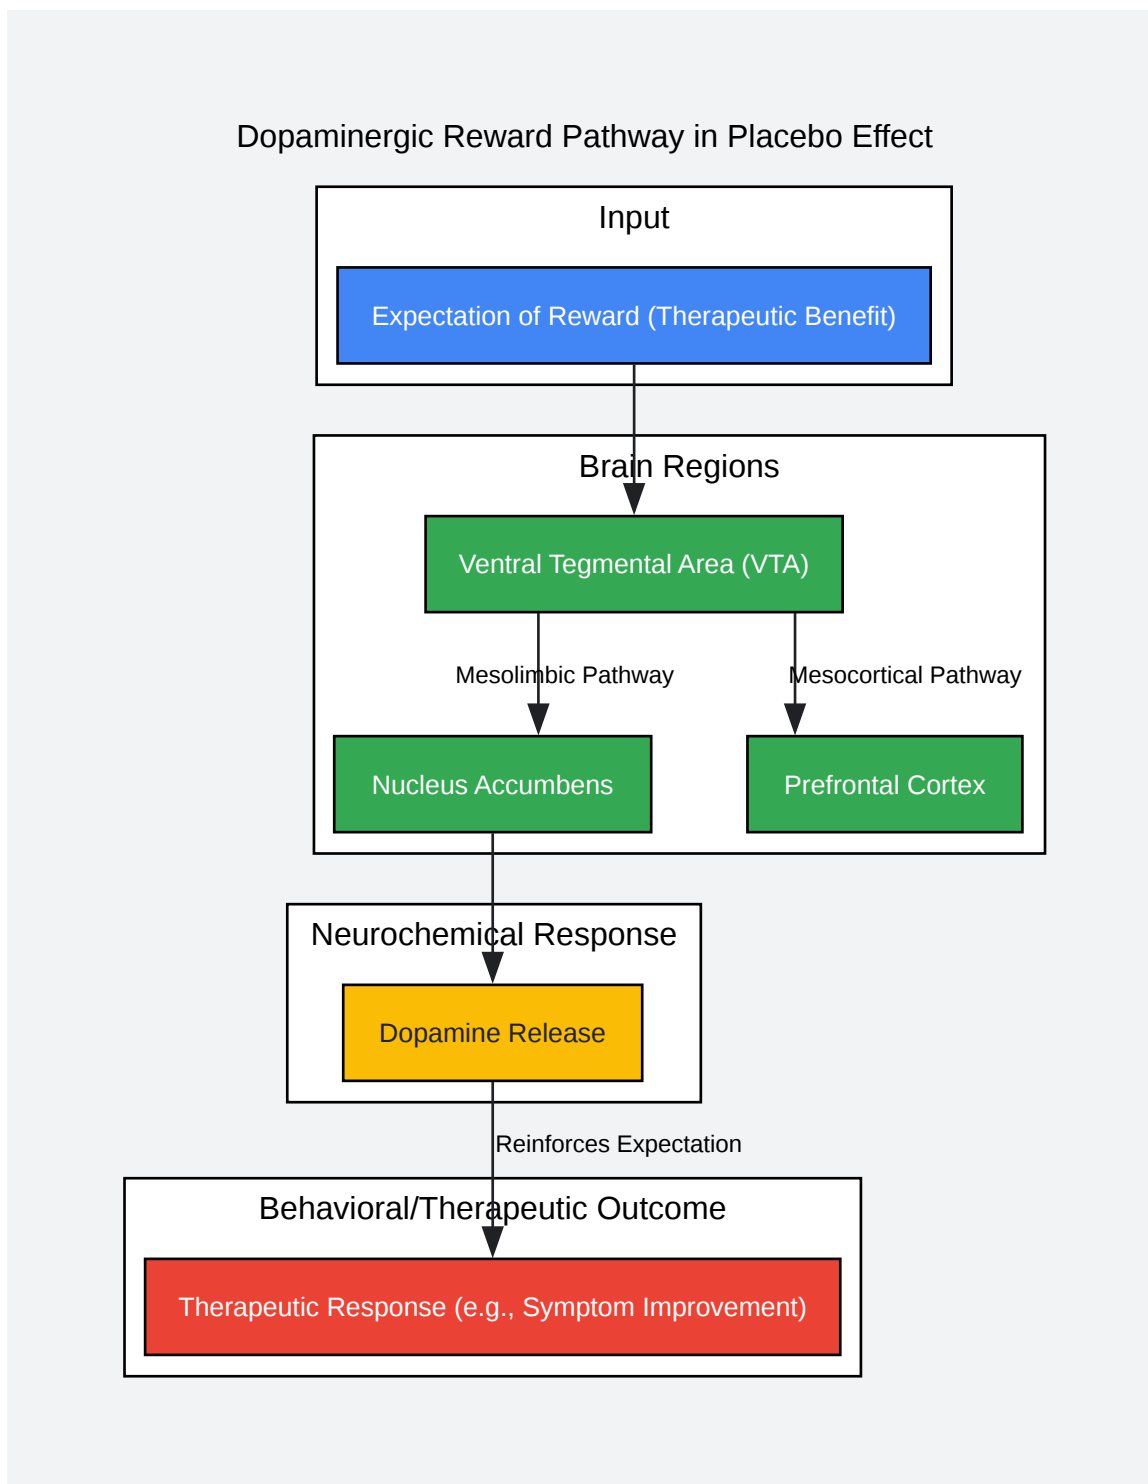 Dopaminergic Reward Pathway in Placebo Effect
Input
Expectation of Reward (Therapeutic Benefit)
Brain Regions
Ventral Tegmental Area (VTA)
Mesolimbic Pathway
Mesocortical Pathway
Nucleus Accumbens
Prefrontal Cortex
Neurochemical Response
Dopamine Release
Reinforces Expectation
Behavioral/Therapeutic Outcome
Therapeutic Response (e.g., Symptom Improvement)